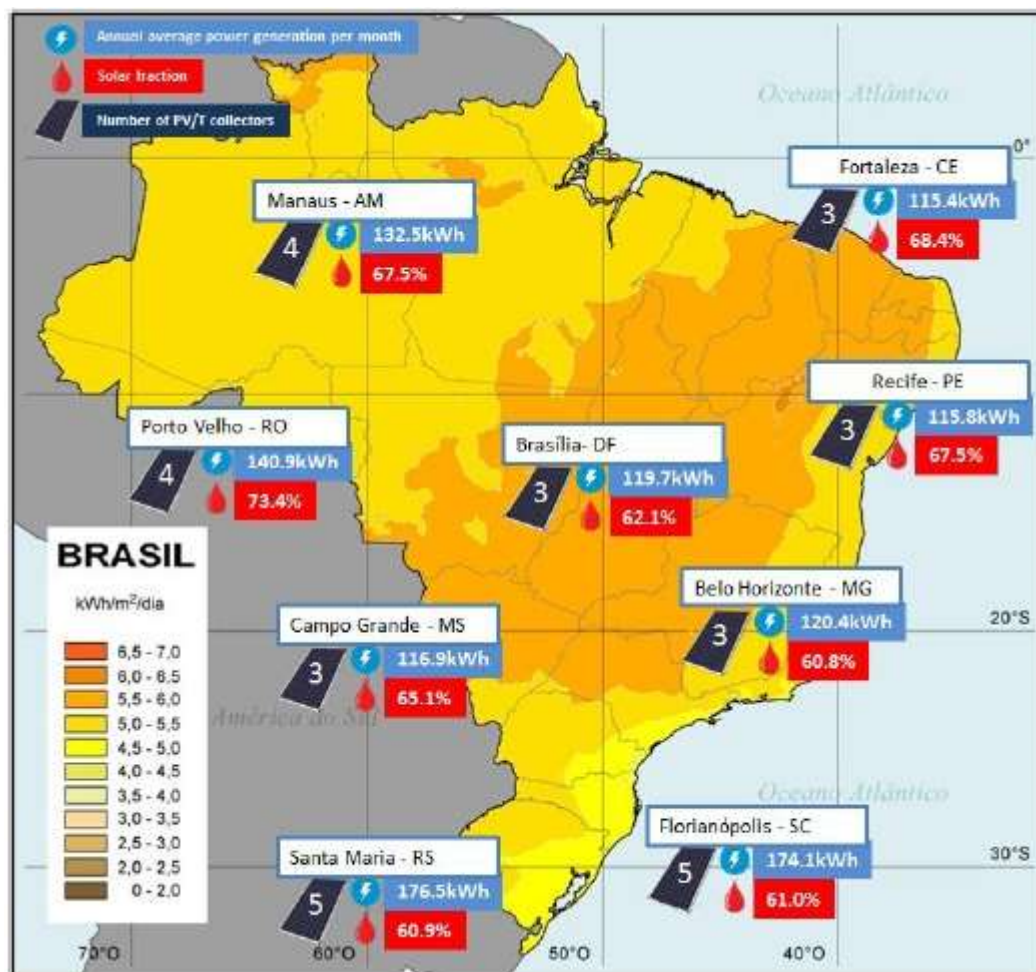 Annual average power generation per month
Solar fraction
Number of PV/T collectors
Oceano Atlántico
0°
Fortaleza - CE
3
115.4kWh
68.4%
Manaus - AM
4
132.5kWh
67.5%
Recife - PE
3
115.8kWh
67.5%
Porto Velho - RO
4
140.9kWh
73.4%
Brasília- DF
3
119.7kWh
62.1%
BRASIL
kWh/m²/dia
6,5 - 7,0
6,0 - 6,5
5,5 - 6,0
5,0 - 5,5
4,5 - 5,0
4,0 - 4,5
3,5 - 4,0
3,0 - 3,5
2,5 - 3,0
2,0 - 2,5
0 - 2,0
Belo Horizonte - MG
3
120.4kWh
60.8%
20°S
Campo Grande - MS
3
116.9kWh
65.1%
América do Sul
Oceano Atlántico
Florianópolis - SC
5
174.1kWh
61.0%
30°S
Santa Maria - RS
5
176.5kWh
60.9%
70°O
60°O
50°O
40°O